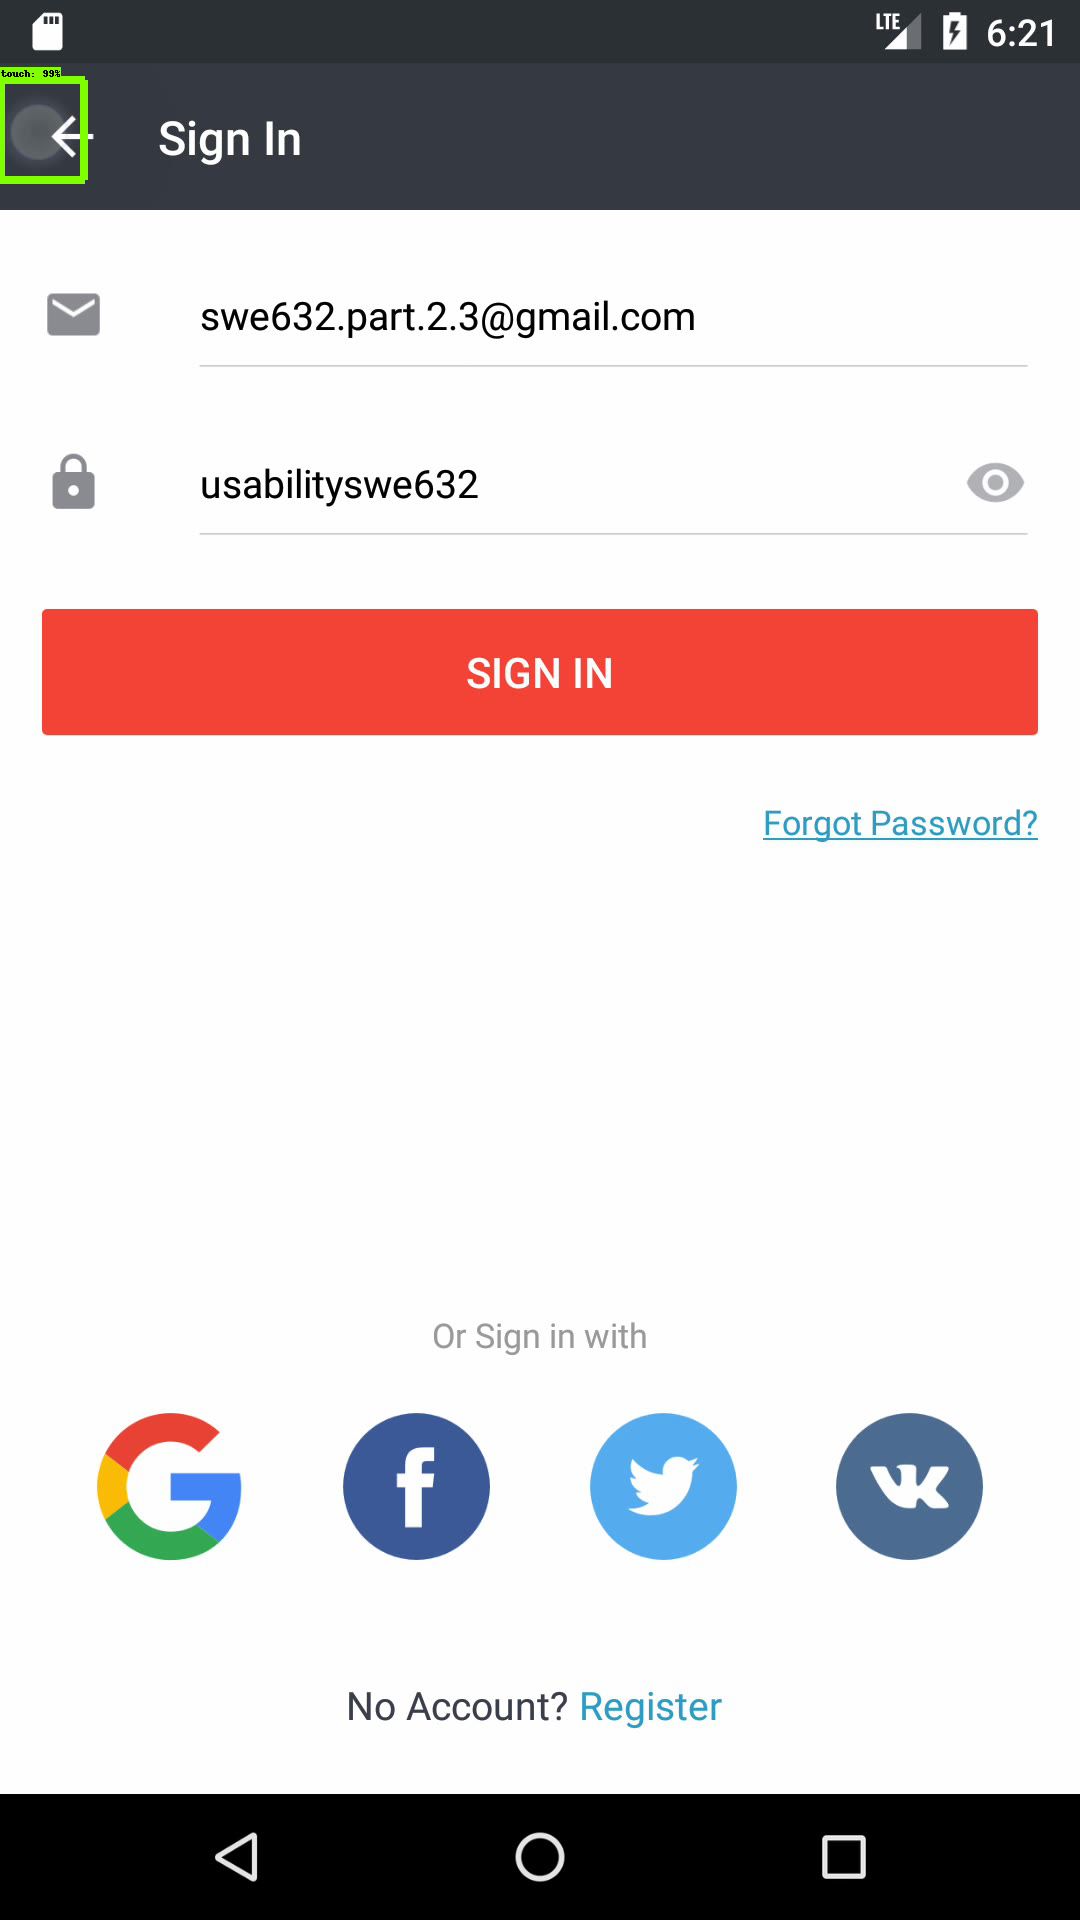 LTE 6:21
touch: 99%
Sign In
swe632.part.2.3@gmail.com
usabilityswe632
SIGN IN
Forgot Password?
Or Sign in with
No Account? Register